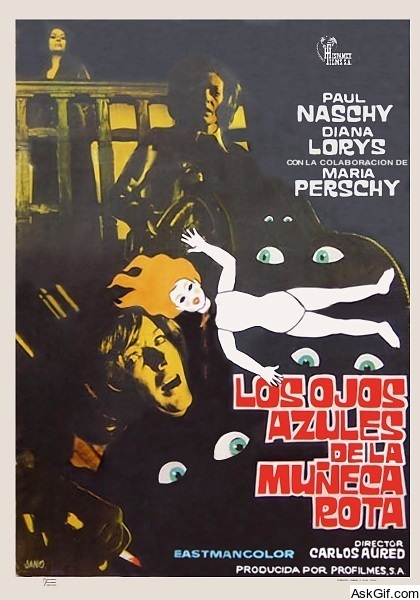 HISPAMEX
FILMS S.A.
PAUL
NASCHY
DIANA
LORYS
CON LA COLABORACION DE
MARIA
PERSCHY
LOS OJOS
AZULES
DE LA
MUÑECA
ROTA
DIRECTOR
EASTMANCOLOR CARLOS AURED
PRODUCIDA POR PROFILMES, S.A.
JANO
AskGif.com